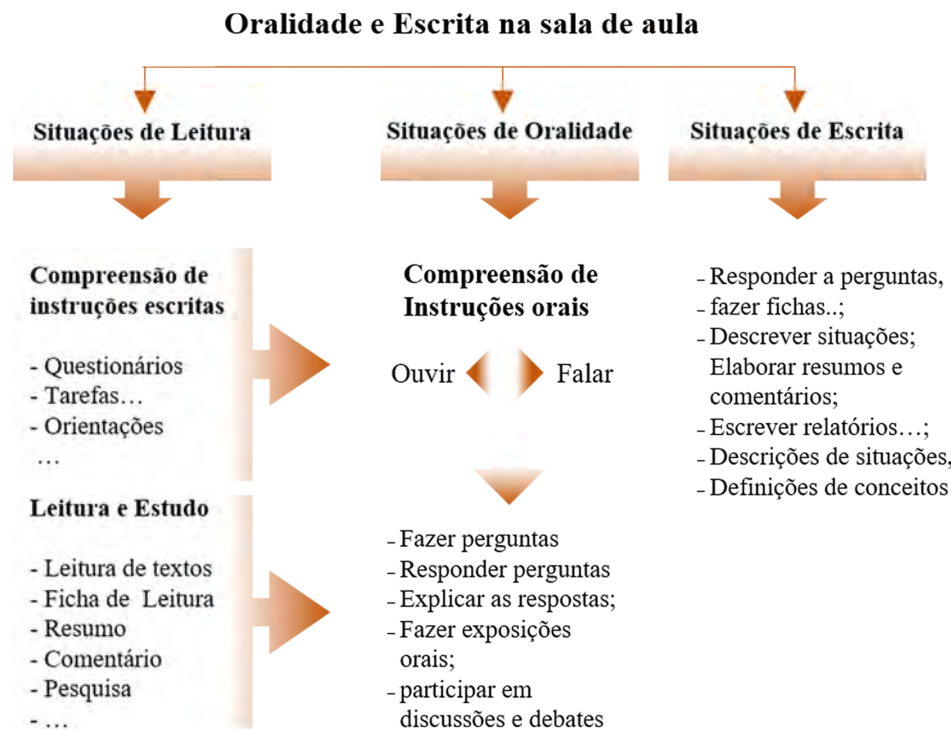 Oralidade e Escrita na sala de aula
Situações de Leitura
Compreensão de
instruções escritas
- Questionários
- Tarefas…
- Orientações
…
Leitura e Estudo
- Leitura de textos
- Ficha de Leitura
- Resumo
- Comentário
- Pesquisa
- …
Situações de Oralidade
Compreensão de
Instruções orais
Ouvir Falar
- Fazer perguntas
- Responder perguntas
- Explicar as respostas;
- Fazer exposições
orais;
- participar em
discussões e debates
Situações de Escrita
- Responder a perguntas,
- fazer fichas..;
- Descrever situações;
Elaborar resumos e
comentários;
- Escrever relatórios…;
- Descrições de situações,
- Definições de conceitos